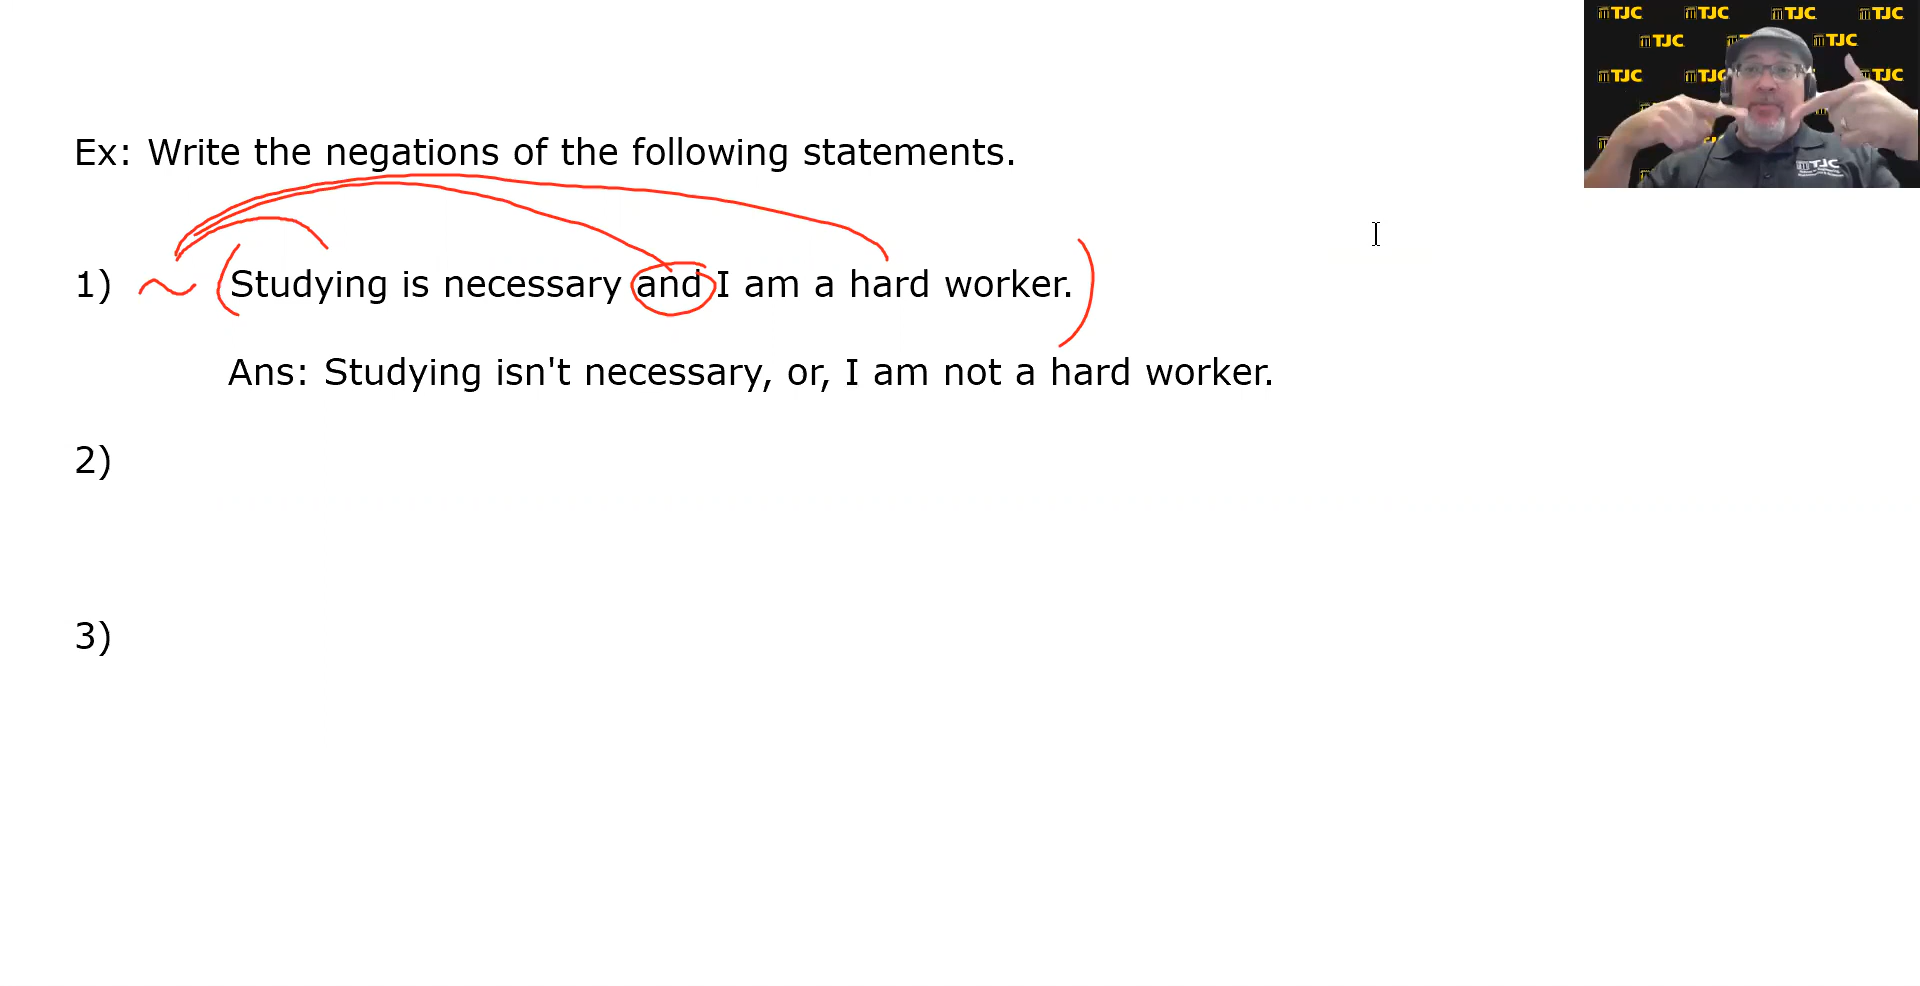 Ex: Write the negations of the following statements.
1) ~ (Studying is necessary and I am a hard worker.)
Ans: Studying isn't necessary, or, I am not a hard worker.
2)
3)
TJC TJC TJC TJC
TJC TJC
TJC TJC TJC
TJC